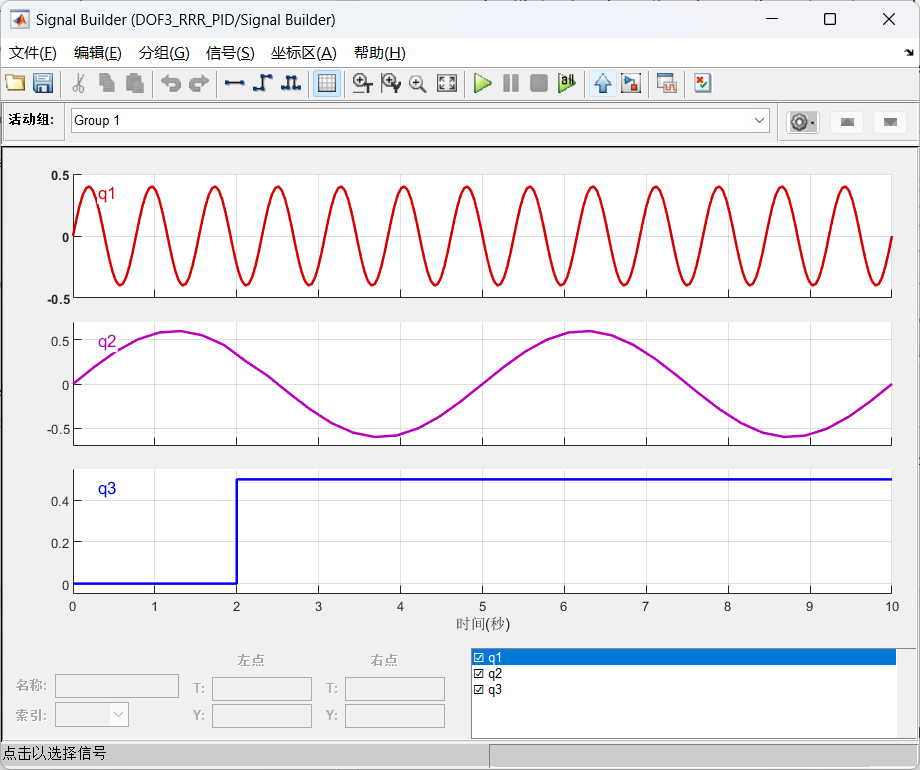 Signal Builder (DOF3_RRR_PID/Signal Builder)
文件(F) 编辑(E) 分组(G) 信号(S) 坐标区(A) 帮助(H)
活动组: Group 1
0.5
q1
0
-0.5
0.5
q2
0
-0.5
q3
0.4
0.2
0
0 1 2 3 4 5 6 7 8 9 10
时间(秒)
左点 右点
名称: T: T:
索引: Y: Y:
q1
q2
q3
点击以选择信号